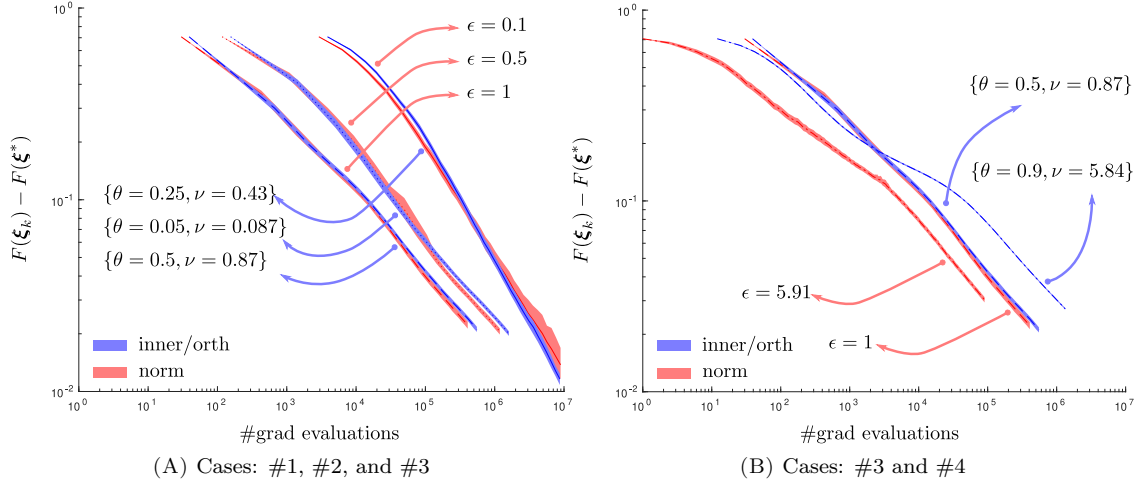 10^0
10^-1
10^-2
F(ξ_k) − F(ξ*)
ϵ = 0.1
ϵ = 0.5
ϵ = 1
{θ = 0.25, ν = 0.43}
{θ = 0.05, ν = 0.087}
{θ = 0.5, ν = 0.87}
inner/orth
norm
10^0 10^1 10^2 10^3 10^4 10^5 10^6 10^7
#grad evaluations
(A) Cases: #1, #2, and #3
10^0
10^-1
10^-2
F(ξ_k) − F(ξ*)
{θ = 0.5, ν = 0.87}
{θ = 0.9, ν = 5.84}
ϵ = 5.91
ϵ = 1
inner/orth
norm
10^0 10^1 10^2 10^3 10^4 10^5 10^6 10^7
#grad evaluations
(B) Cases: #3 and #4